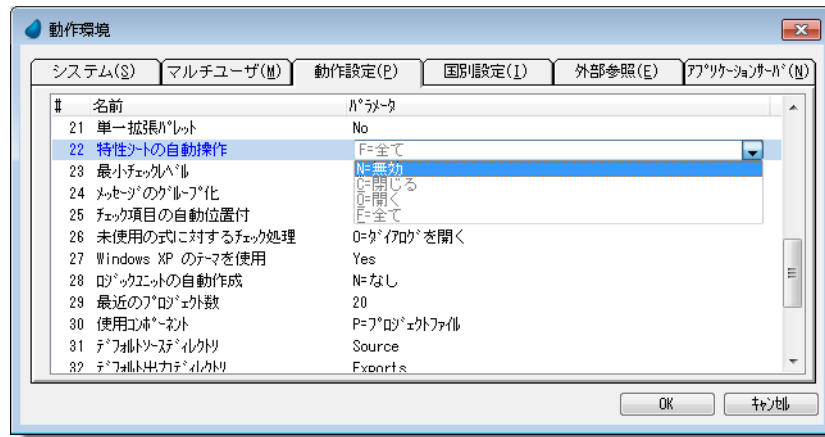 動作環境
システム(S) マルチユーザ(M) 動作設定(P) 国別設定(I) 外部参照(E) ｱﾌﾟﾘｹｰｼｮﾝｻｰﾊﾞ(N)
# 名前 ﾊﾟﾗﾒｰﾀ
21 単一拡張ﾊﾟﾚｯﾄ No
22 特性ｼｰﾄの自動操作 F=全て
23 最小ﾁｪｯｸﾚﾍﾞﾙ N=無効
24 ﾒｯｾｰｼﾞのｸﾞﾙｰﾌﾟ化 C=閉じる
O=開く
25 ﾁｪｯｸ項目の自動位置付 F=全て
26 未使用の式に対するﾁｪｯｸ処理 O=ﾀﾞｲｱﾛｸﾞを開く
27 Windows XP のﾃｰﾏを使用 Yes
28 ﾛｼﾞｯｸﾕﾆｯﾄの自動作成 N=なし
29 最近のﾌﾟﾛｼﾞｪｸﾄ数 20
30 使用ｺﾝﾎﾟｰﾈﾝﾄ P=ﾌﾟﾛｼﾞｪｸﾄﾌｧｲﾙ
31 ﾃﾞﾌｫﾙﾄｿｰｽﾃﾞｨﾚｸﾄﾘ Source
32 ﾃﾞﾌｫﾙﾄ出力ﾃﾞｨﾚｸﾄﾘ Exports
OK ｷｬﾝｾﾙ